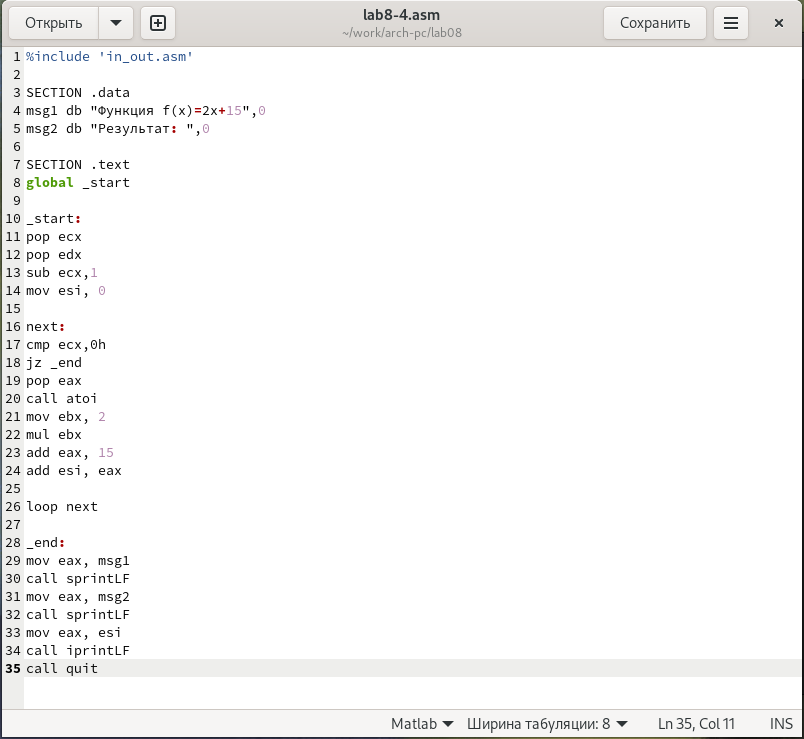 Открыть
lab8-4.asm
~/work/arch-pc/lab08
Сохранить
1 %include 'in_out.asm'
2
3 SECTION .data
4 msg1 db "Функция f(x)=2x+15",0
5 msg2 db "Результат: ",0
6
7 SECTION .text
8 global _start
9
10 _start:
11 pop ecx
12 pop edx
13 sub ecx,1
14 mov esi, 0
15
16 next:
17 cmp ecx,0h
18 jz _end
19 pop eax
20 call atoi
21 mov ebx, 2
22 mul ebx
23 add eax, 15
24 add esi, eax
25
26 loop next
27
28 _end:
29 mov eax, msg1
30 call sprintLF
31 mov eax, msg2
32 call sprintLF
33 mov eax, esi
34 call iprintLF
35 call quit
Matlab Ширина табуляции: 8 Ln 35, Col 11 INS